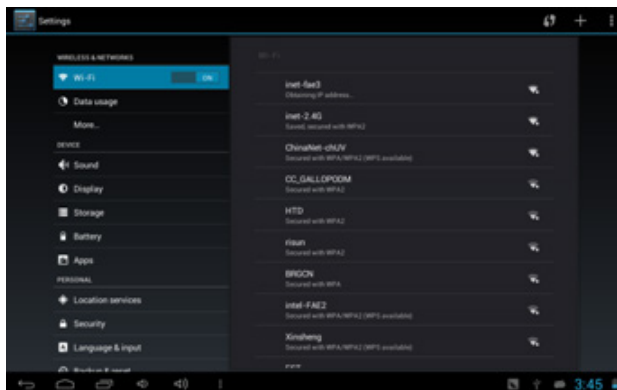 Settings
WIRELESS & NETWORKS
Wi-Fi
ON
Data usage
More...
DEVICE
Sound
Display
Storage
Battery
Apps
PERSONAL
Location services
Security
Language & input
Backup & reset
Wi-Fi
inet-fae3
Obtaining IP address...
inet-2.4G
Saved, secured with WPA2
ChinaNet-chUV
Secured with WPA/WPA2 (WPS available)
CC_GALLOPODM
Secured with WPA2
HTD
Secured with WPA2
risun
Secured with WPA2
BRGCN
Secured with WPA
intel-FAE2
Secured with WPA/WPA2 (WPS available)
Xinsheng
Secured with WPA/WPA2 (WPS available)
3:45